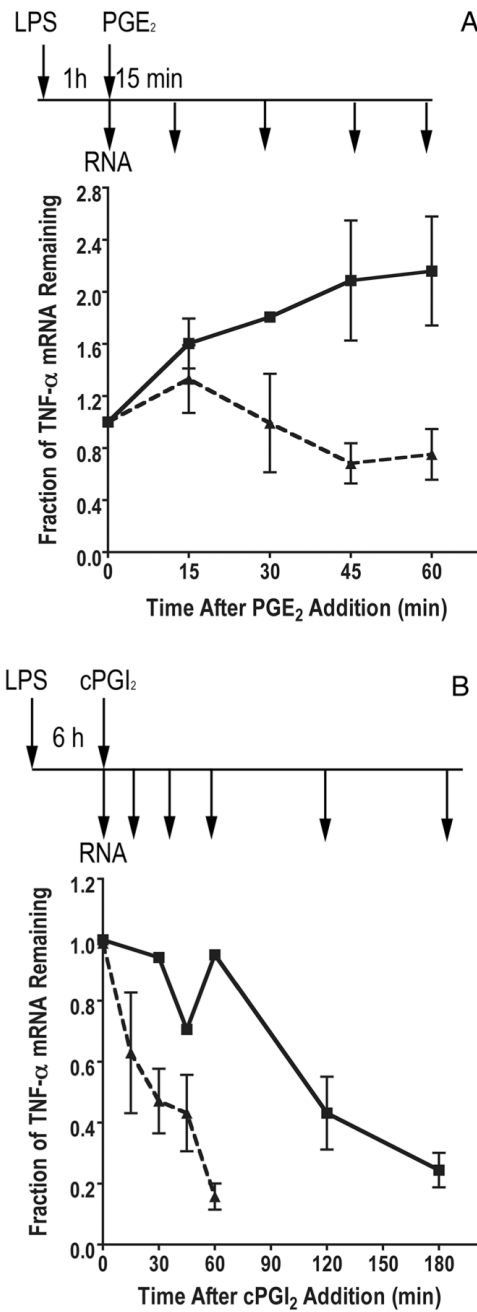 LPS PGE₂ A
1h 15 min
RNA
2.8
2.4
2.0
1.6
1.2
0.8
0.4
0.0
Fraction of TNF-α mRNA Remaining
0 15 30 45 60
Time After PGE₂ Addition (min)
LPS cPGI₂ B
6 h
RNA
1.2
1.0
0.8
0.6
0.4
0.2
0.0
Fraction of TNF-α mRNA Remaining
0 30 60 90 120 150 180
Time After cPGI₂ Addition (min)